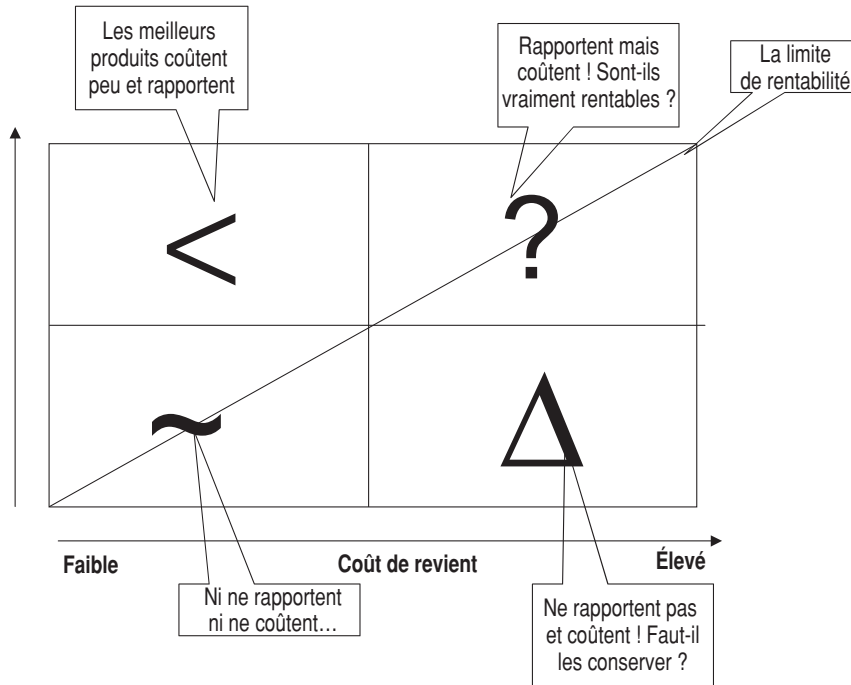 Les meilleurs
produits coûtent
peu et rapportent
Rapportent mais
coûtent ! Sont-ils
vraiment rentables ?
La limite
de rentabilité
<
?
~
Δ
Faible
Coût de revient
Élevé
Ni ne rapportent
ni ne coûtent…
Ne rapportent pas
et coûtent ! Faut-il
les conserver ?